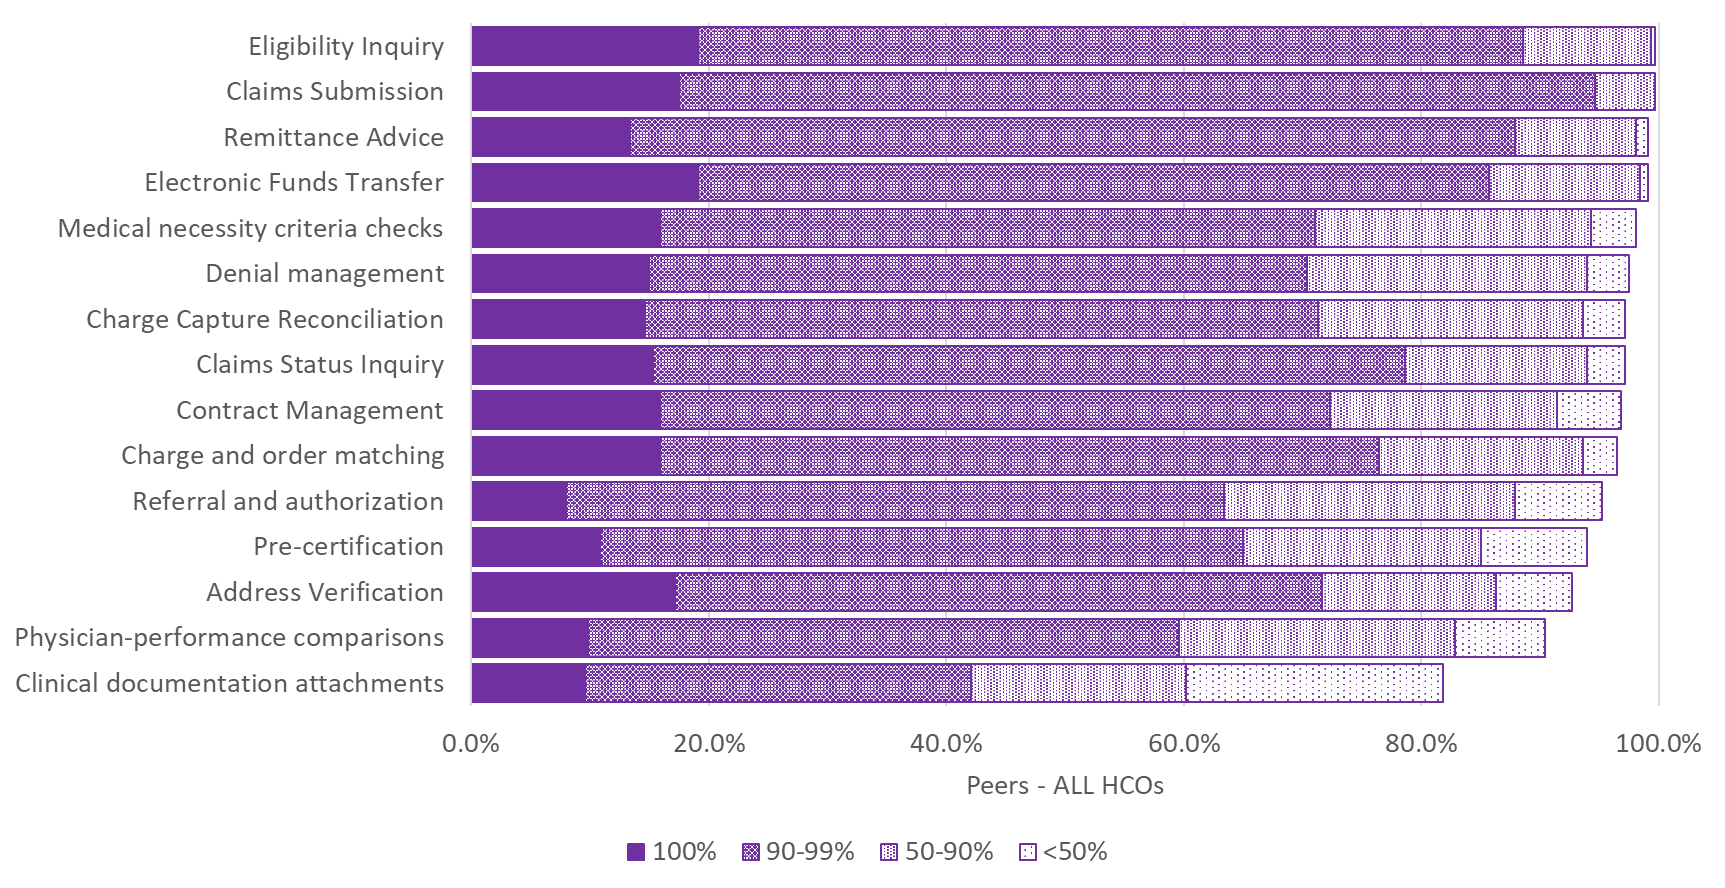 Eligibility Inquiry
Claims Submission
Remittance Advice
Electronic Funds Transfer
Medical necessity criteria checks
Denial management
Charge Capture Reconciliation
Claims Status Inquiry
Contract Management
Charge and order matching
Referral and authorization
Pre-certification
Address Verification
Physician-performance comparisons
Clinical documentation attachments
0.0% 20.0% 40.0% 60.0% 80.0% 100.0%
Peers - ALL HCOs
100% 90-99% 50-90% <50%